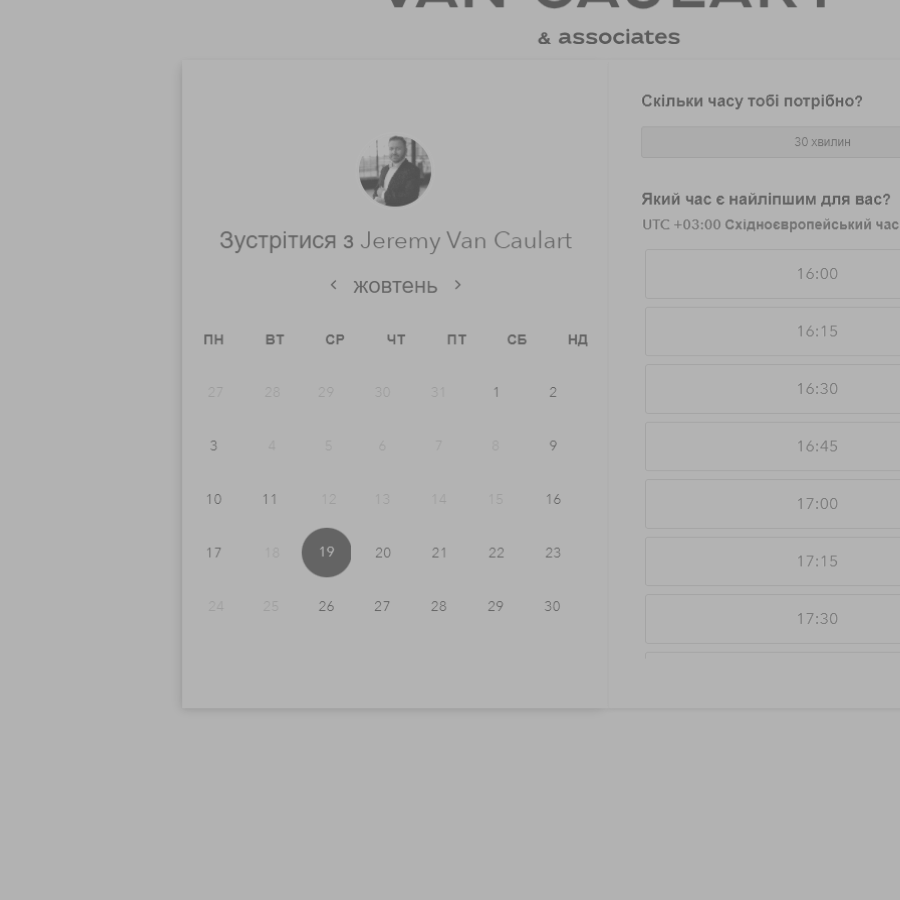 VAN CAULART
& associates
Зустрітися з Jeremy Van Caulart
жовтень
ПН ВТ СР ЧТ ПТ СБ НД
27 28 29 30 31 1 2
3 4 5 6 7 8 9
10 11 12 13 14 15 16
17 18 19 20 21 22 23
24 25 26 27 28 29 30
Скільки часу тобі потрібно?
30 хвилин
Який час є найліпшим для вас?
UTC +03:00 Східноєвропейський час
16:00
16:15
16:30
16:45
17:00
17:15
17:30